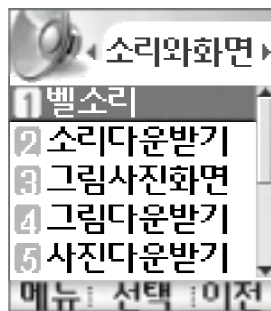 소리와화면
1 벨소리
2 소리다운받기
3 그림사진화면
4 그림다운받기
5 사진다운받기
메뉴 선택 이전